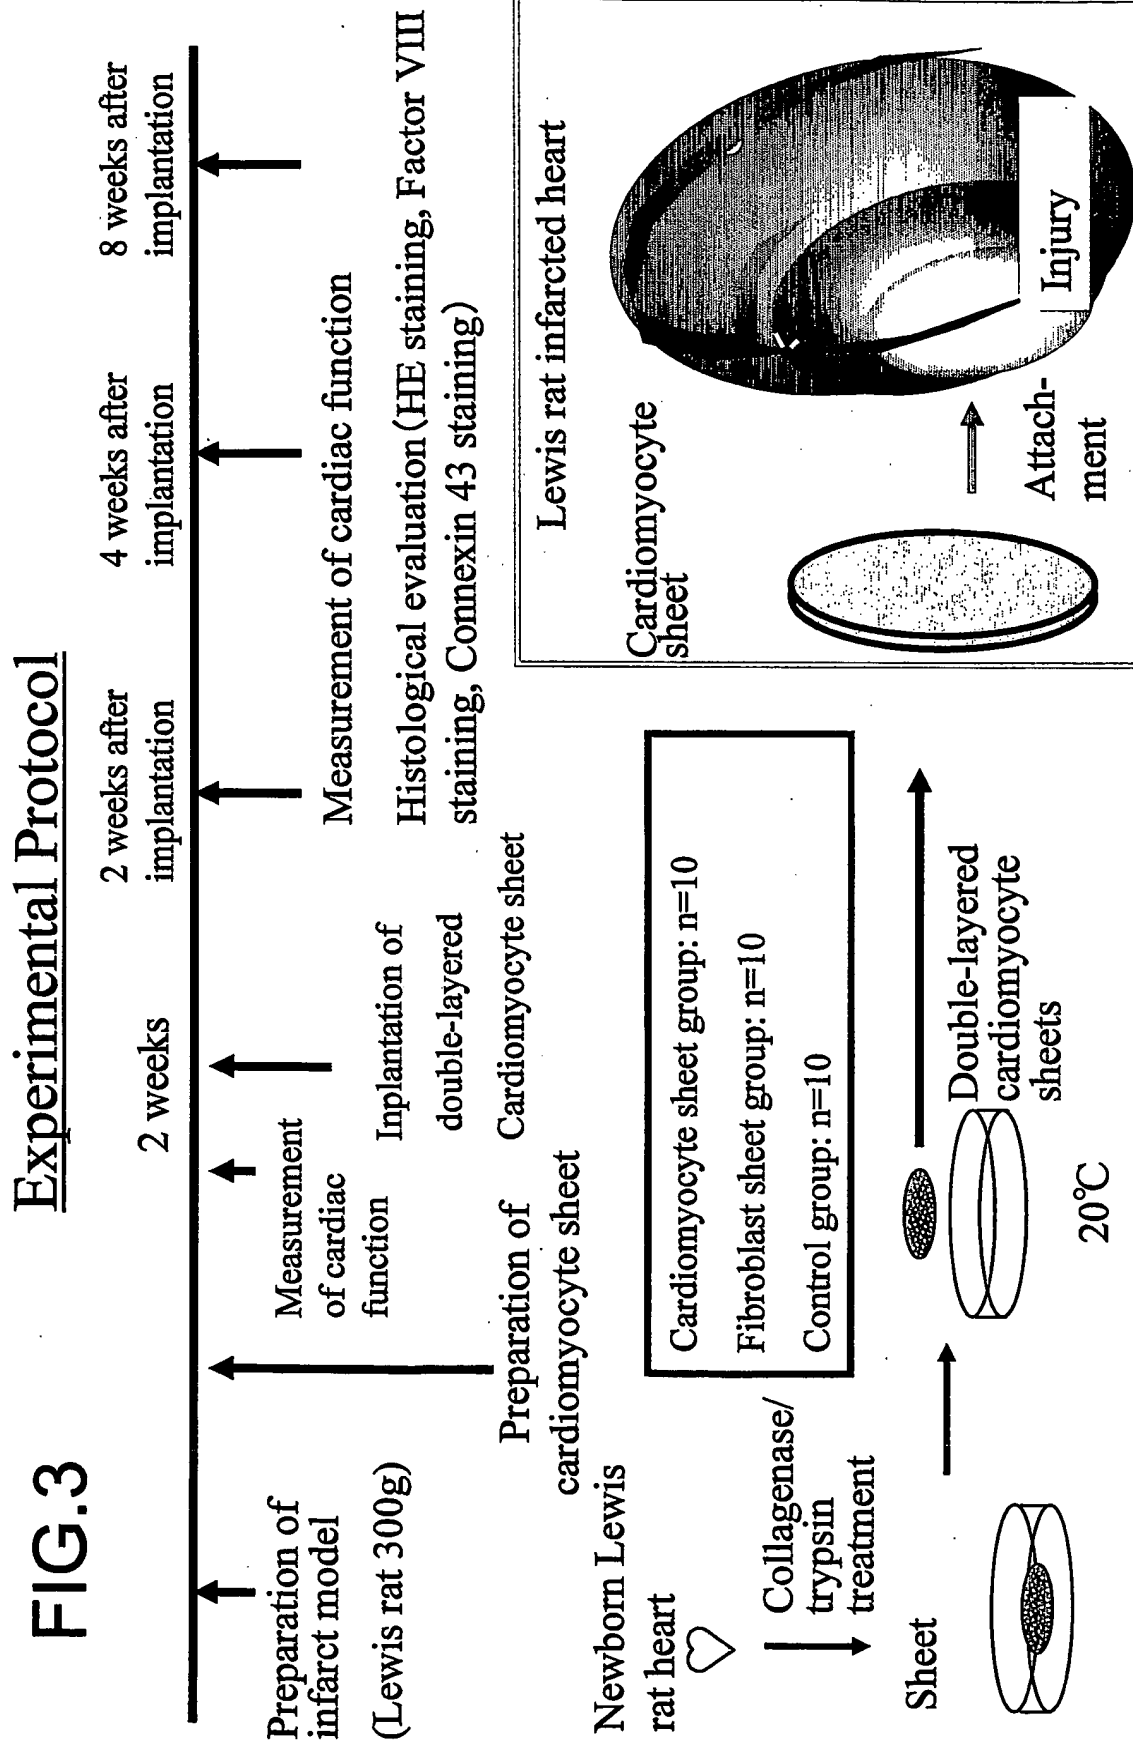 FIG.3
Experimental Protocol
2 weeks
2 weeks after
implantation
4 weeks after
implantation
8 weeks after
implantation
Preparation of
infarct model
(Lewis rat 300g)
Preparation of
cardiomyocyte sheet
Measurement
of cardiac
function
Inplantation of
double-layered
Cardiomyocyte sheet
Measurement of cardiac function
Histological evaluation(HE staining, Factor VIII
staining, Connexin 43 staining)
Newborn Lewis
rat heart
Collagenase/
trypsin
treatment
Sheet
Cardiomyocyte sheet group: n=10
Fibroblast sheet group: n=10
Control group: n=10
20℃
Double-layered
cardiomyocyte
sheets
Lewis rat infarcted heart
Cardiomyocyte
sheet
Attach-
ment
Injury